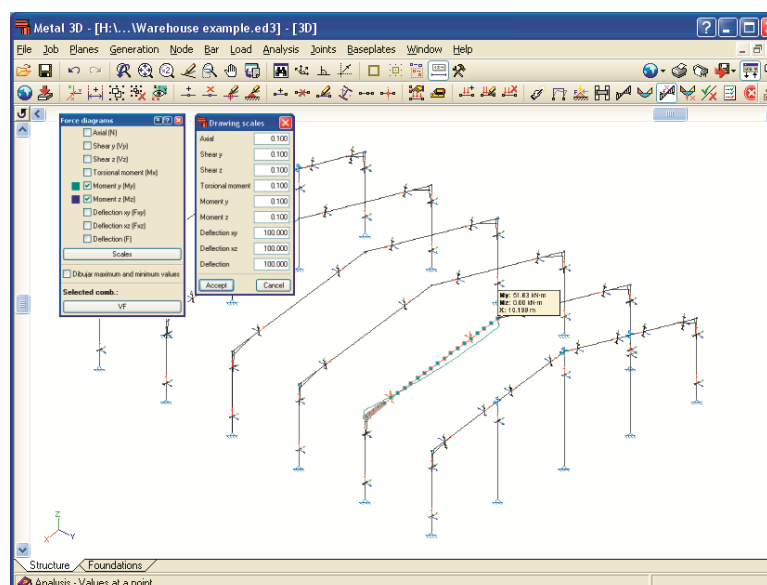 Metal 3D - [H:\...\Warehouse example.ed3] - [3D]
File Job Planes Generation Node Bar Load Analysis Joints Baseplates Window Help
Force diagrams
Axial (N)
Shear y (Vy)
Shear z (Vz)
Torsional moment (Mx)
Moment y (My)
Moment z (Mz)
Deflection xy (Fxy)
Deflection xz (Fxz)
Deflection (F)
Scales
Dibujar maximum and minimum values
Selected comb.:
VF
Drawing scales
Axial 0.100
Shear y 0.100
Shear z 0.100
Torsional moment 0.100
Moment y 0.100
Moment z 0.100
Deflection xy 100.000
Deflection xz 100.000
Deflection 100.000
Accept Cancel
My: 51.63 kN·m
Mz: 0.00 kN·m
X: 10.100 m
Z
X Y
Structure Foundations
Analysis - Values at a point